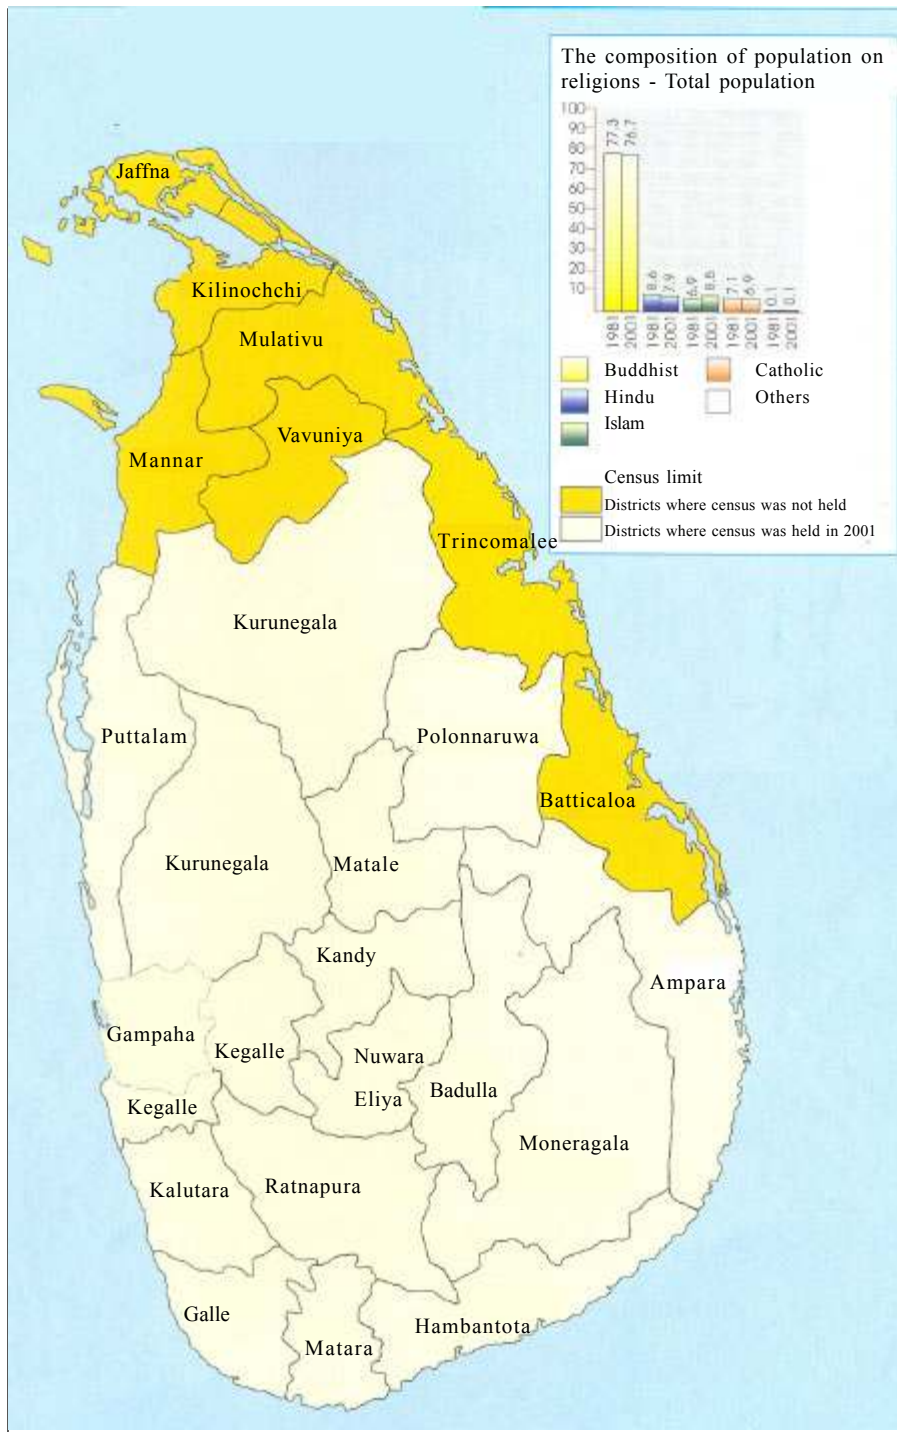 The composition of population on
religions - Total population
100
90
80
70
60
50
40
30
20
10
77.3
76.7
8.6
7.9
6.9
8.5
7.1
6.9
0.1
0.1
1981
2001
1981
2001
1981
2001
1981
2001
1981
2001
Buddhist
Catholic
Hindu
Others
Islam
Census limit
Districts where census was not held
Districts where census was held in 2001
Jaffna
Kilinochchi
Mulativu
Vavuniya
Mannar
Trincomalee
Kurunegala
Puttalam
Polonnaruwa
Batticaloa
Kurunegala
Matale
Kandy
Ampara
Gampaha
Kegalle
Nuwara
Eliya
Badulla
Kegalle
Moneragala
Kalutara
Ratnapura
Galle
Hambantota
Matara